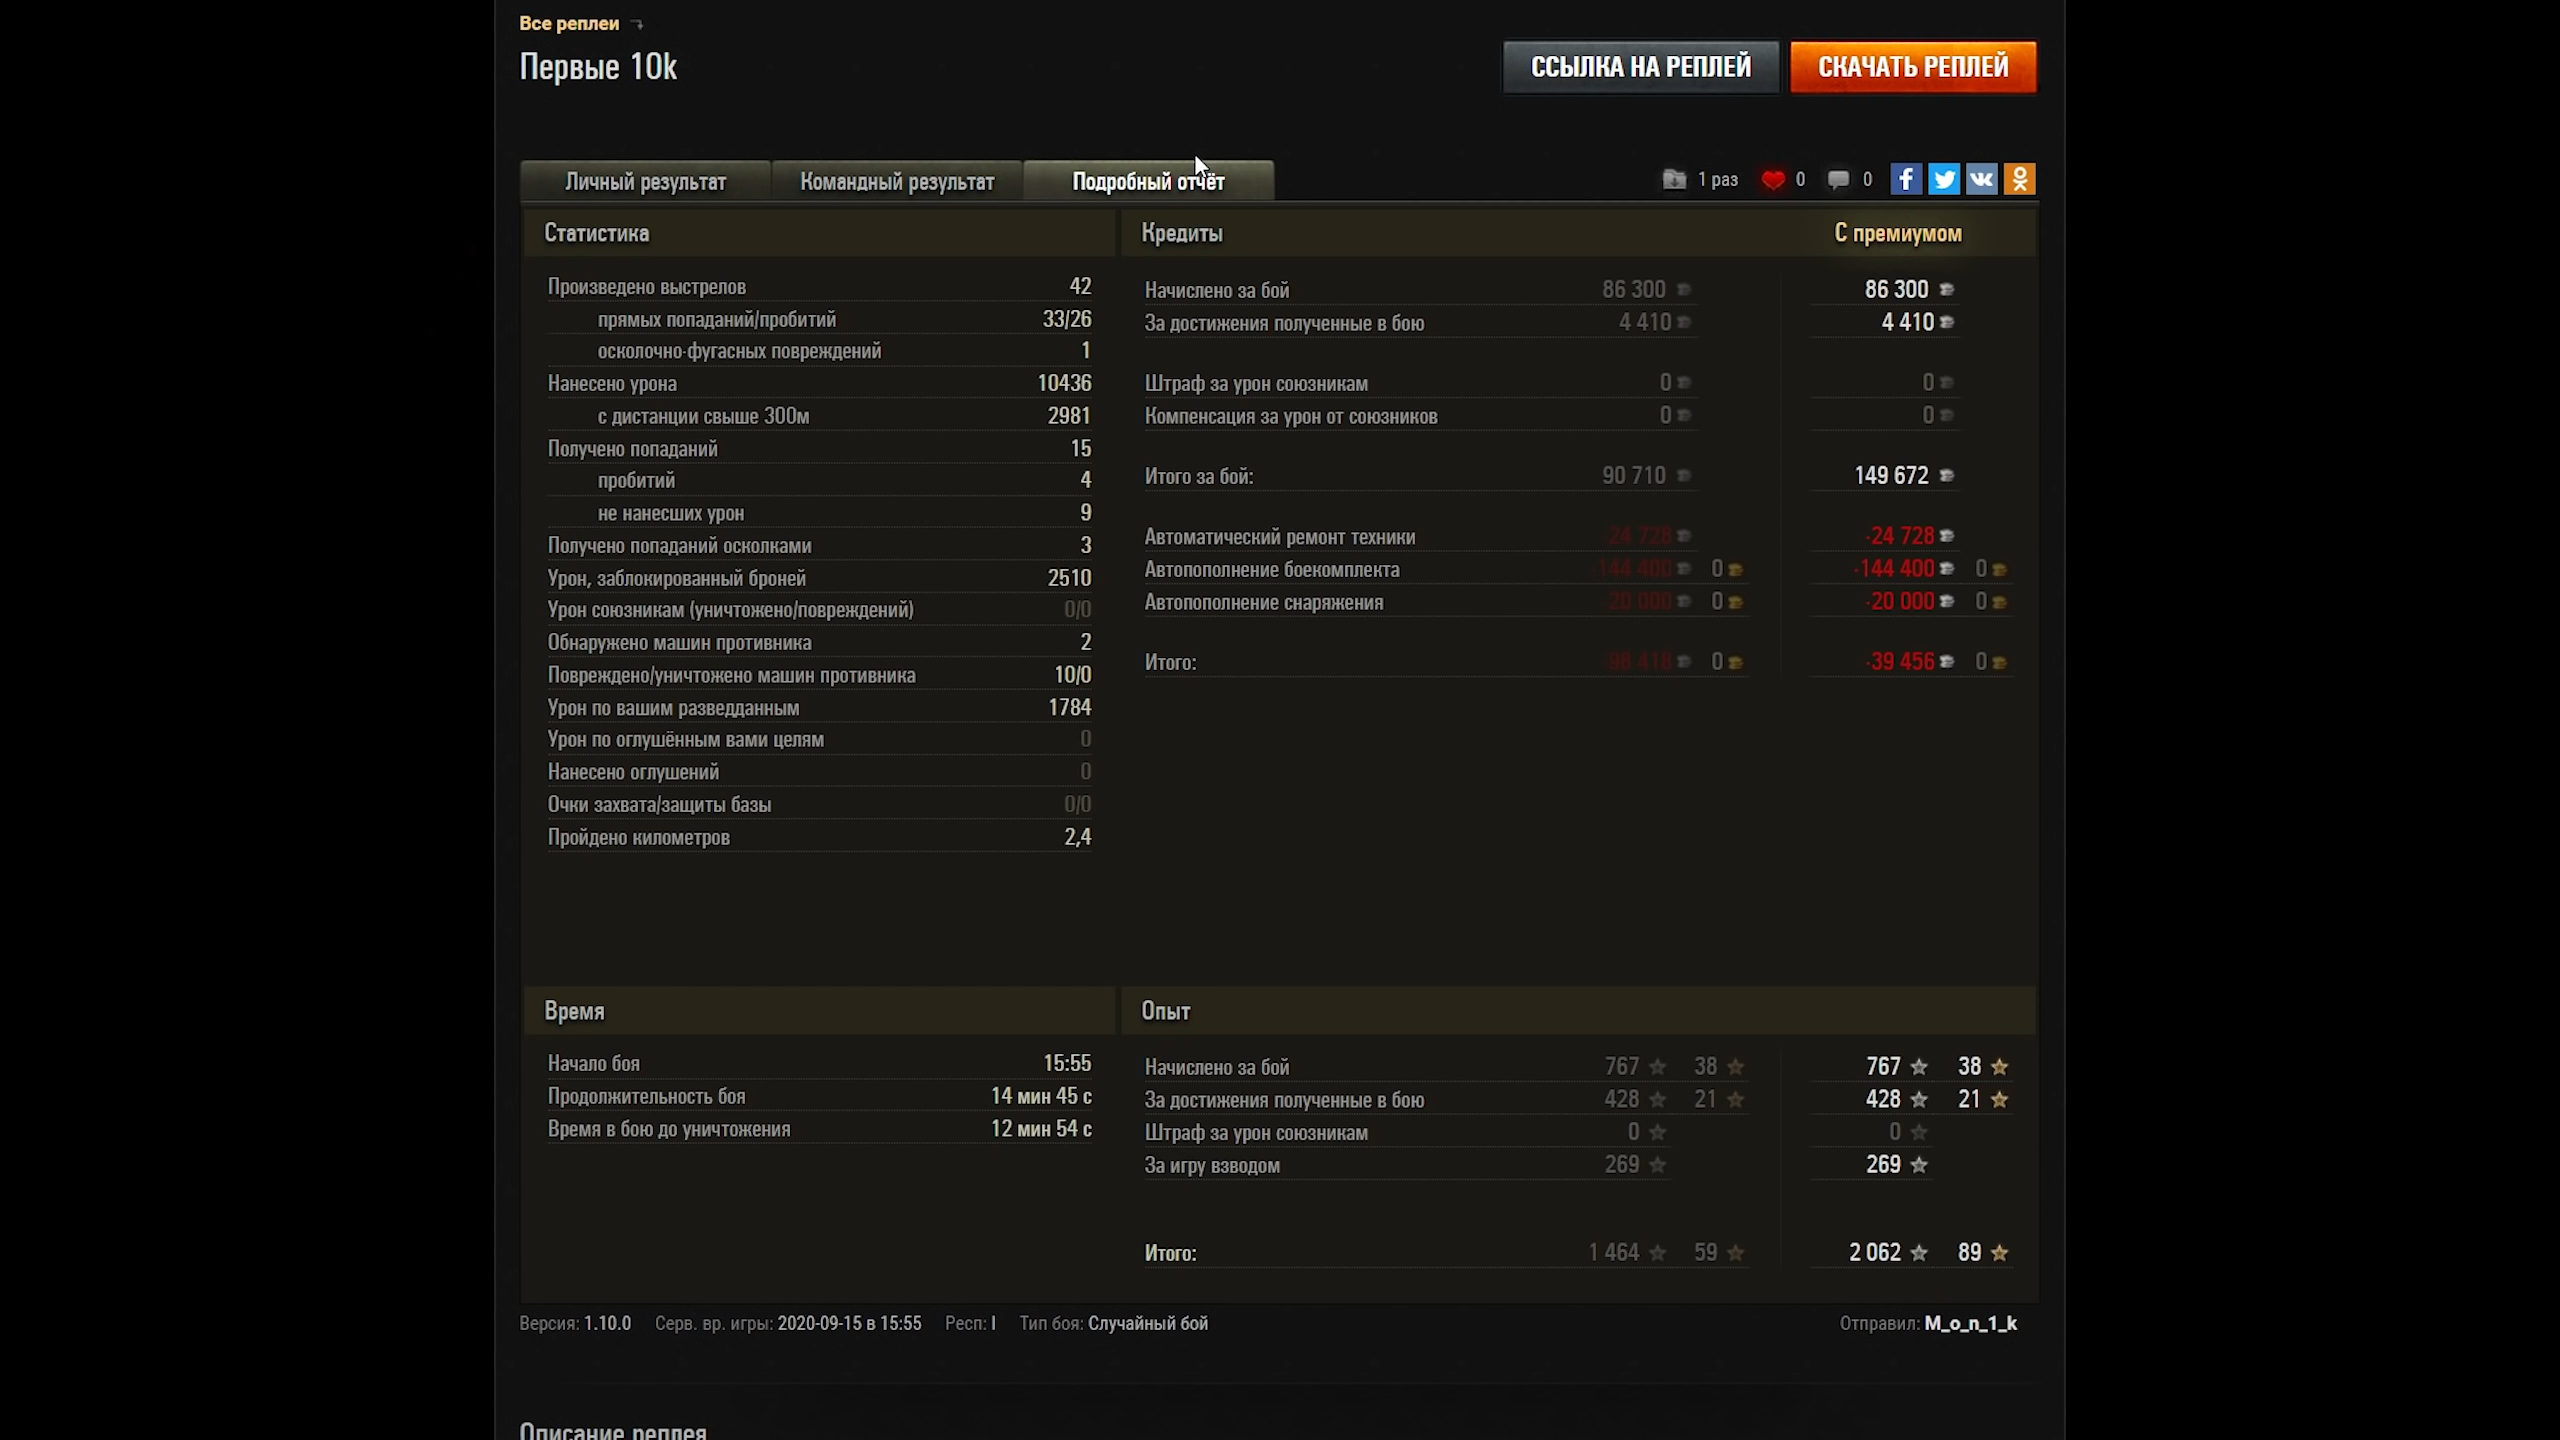 Все реплеи
Первые 10k
ССЫЛКА НА РЕПЛЕЙ
СКАЧАТЬ РЕПЛЕЙ
Личный результат Командный результат Подробный отчёт
1 раз 0 0
Статистика
Произведено выстрелов 42
прямых попаданий/пробитий 33/26
осколочно-фугасных повреждений 1
Нанесено урона 10436
с дистанции свыше 300м 2981
Получено попаданий 15
пробитий 4
не нанесших урон 9
Получено попаданий осколками 3
Урон, заблокированный броней 2510
Урон союзникам (уничтожено/повреждений) 0/0
Обнаружено машин противника 2
Повреждено/уничтожено машин противника 10/0
Урон по вашим разведданным 1784
Урон по оглушённым вами целям 0
Нанесено оглушений 0
Очки захвата/защиты базы 0/0
Пройдено километров 2,4
Кредиты С премиумом
Начислено за бой 86 300 86 300
За достижения полученные в бою 4 410 4 410
Штраф за урон союзникам 0 0
Компенсация за урон от союзников 0 0
Итого за бой: 90 710 149 672
Автоматический ремонт техники -24 728 -24 728
Автопополнение боекомплекта -144 400 0 -144 400 0
Автопополнение снаряжения -20 000 0 -20 000 0
Итого: -98 418 0 -39 456 0
Время
Начало боя 15:55
Продолжительность боя 14 мин 45 с
Время в бою до уничтожения 12 мин 54 с
Опыт
Начислено за бой 767 38 767 38
За достижения полученные в бою 428 21 428 21
Штраф за урон союзникам 0 0
За игру взводом 269 269
Итого: 1 464 59 2 062 89
Версия: 1.10.0 Серв. вр. игры: 2020-09-15 в 15:55 Респ: I Тип боя: Случайный бой
Отправил: M_o_n_1_k
Описание реплея